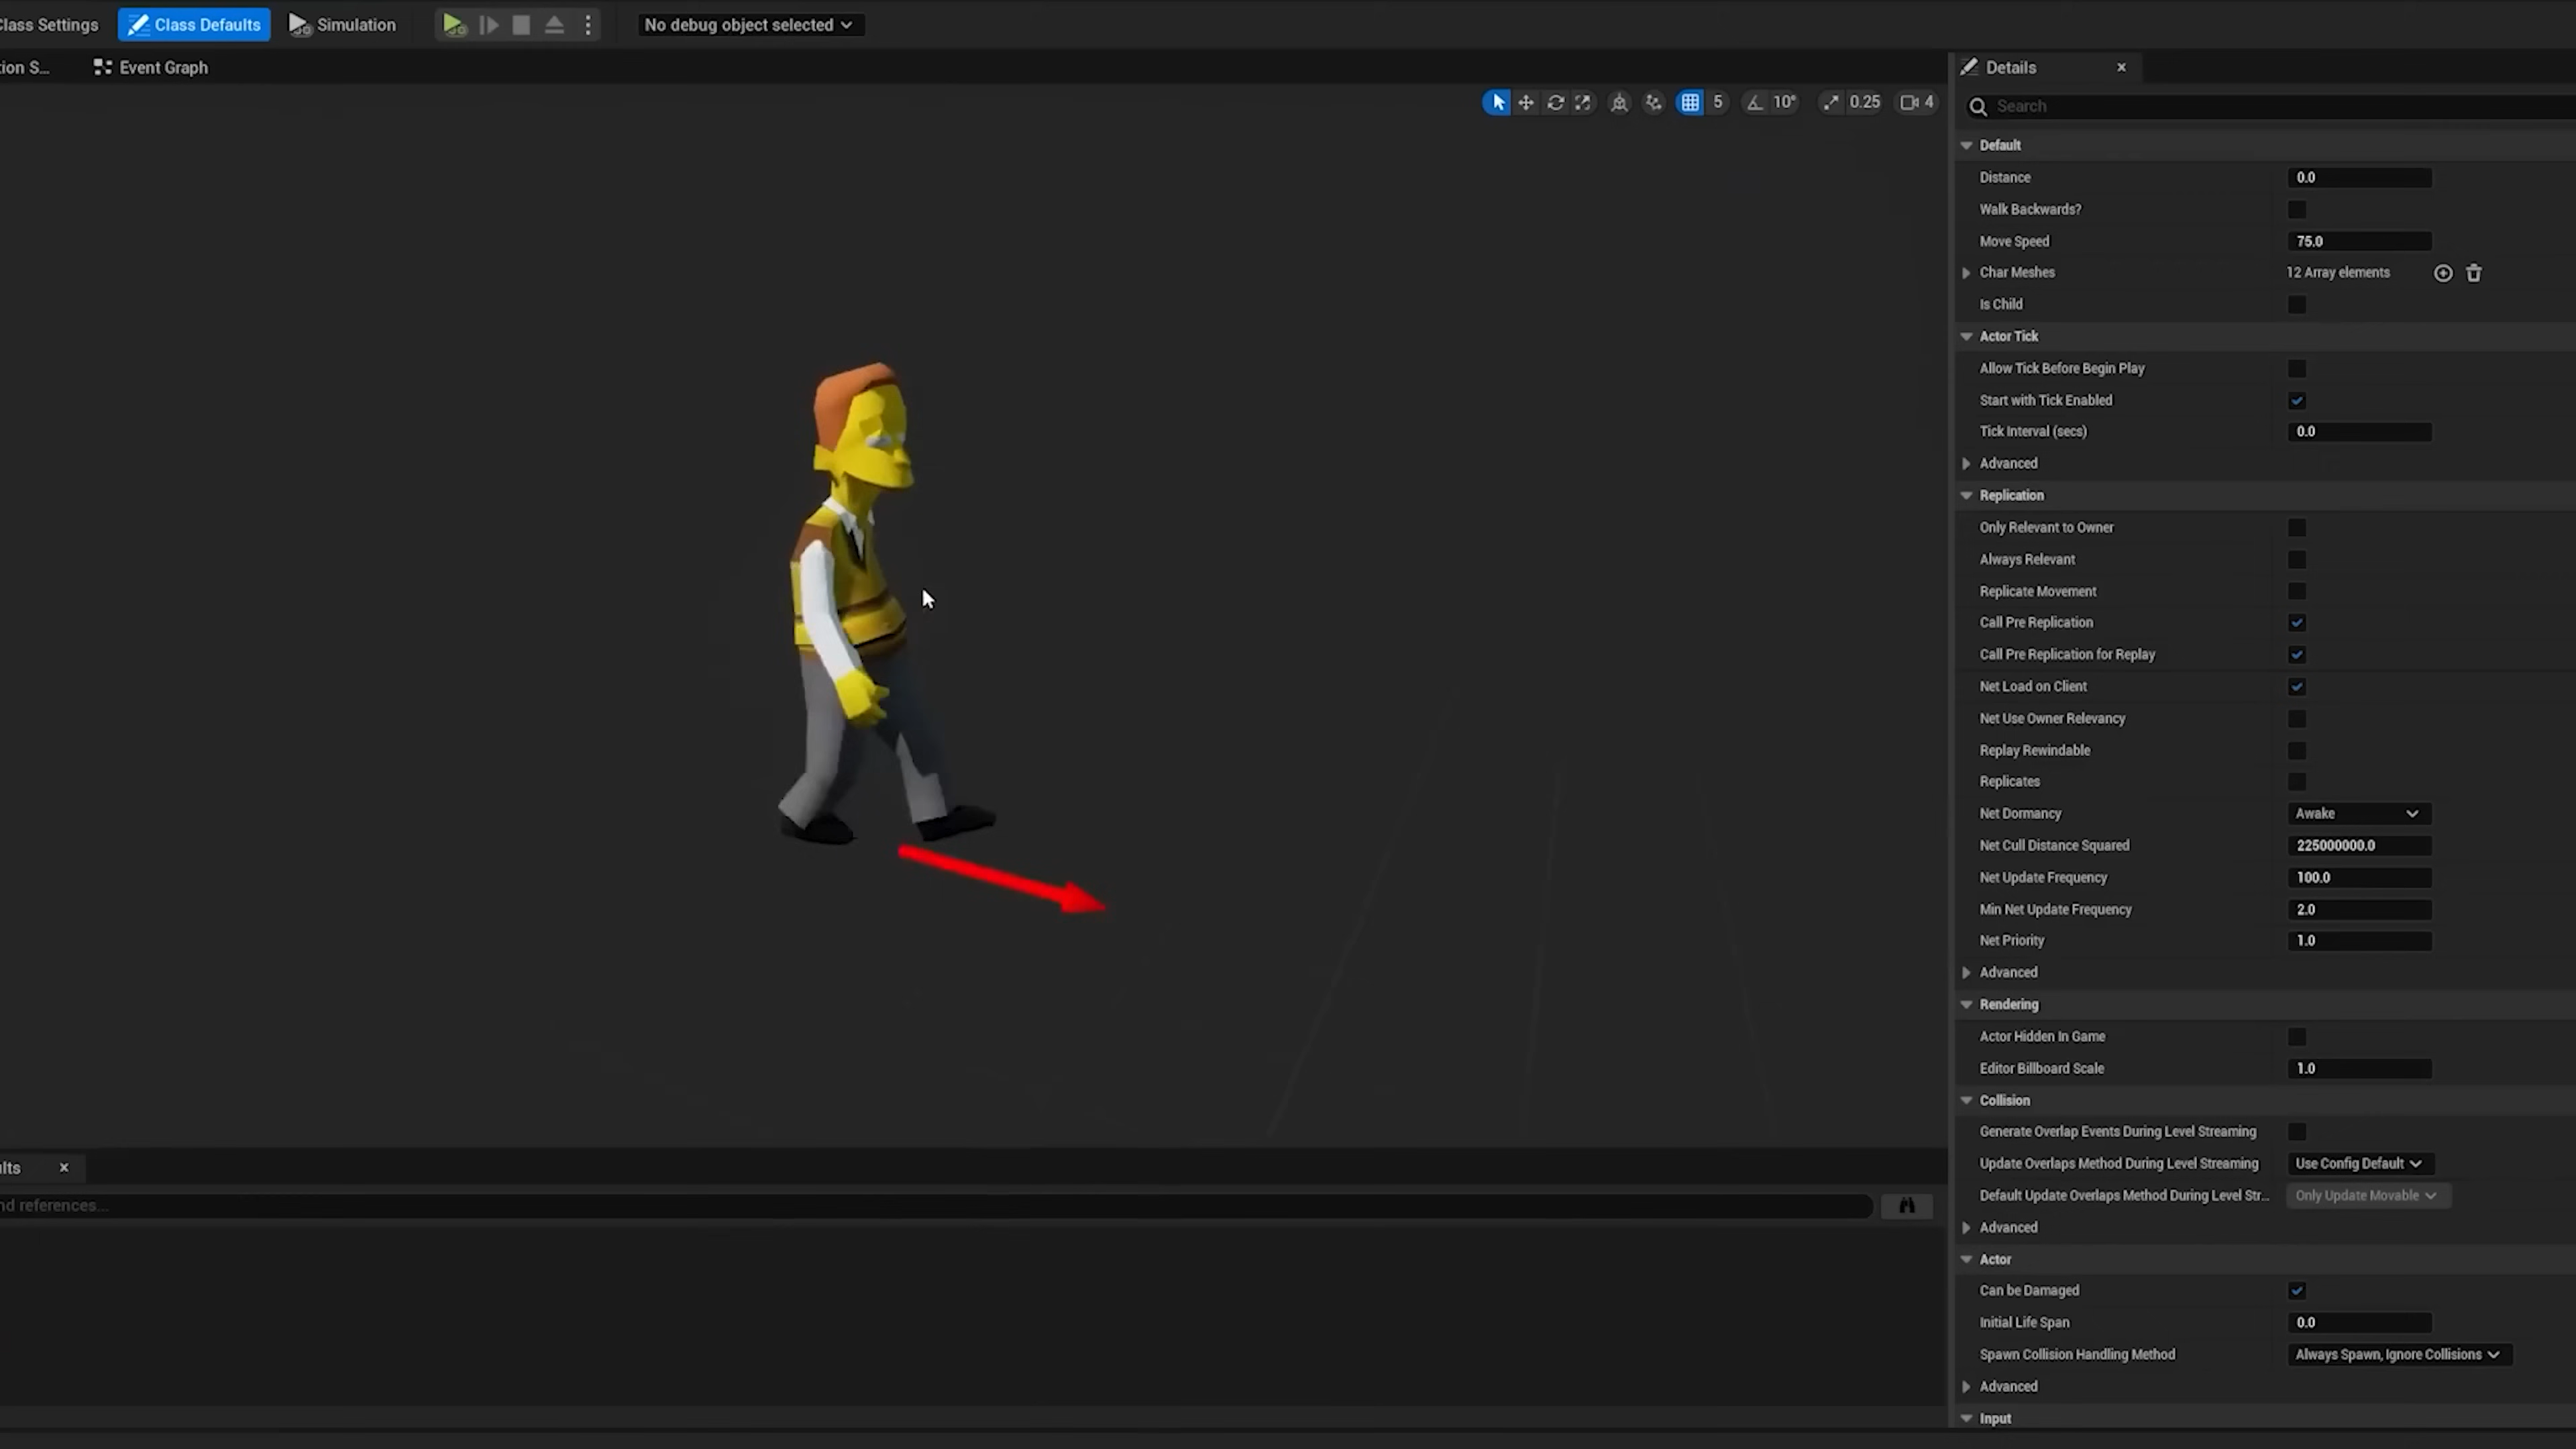 Class Settings
Class Defaults
Simulation
No debug object selected
tion S...
Event Graph
5
10°
0.25
4
Details
Search
Default
Distance 0.0
Walk Backwards?
Move Speed 75.0
Char Meshes 12 Array elements
Is Child
Actor Tick
Allow Tick Before Begin Play
Start with Tick Enabled
Tick Interval (secs) 0.0
Advanced
Replication
Only Relevant to Owner
Always Relevant
Replicate Movement
Call Pre Replication
Call Pre Replication for Replay
Net Load on Client
Net Use Owner Relevancy
Replay Rewindable
Replicates
Net Dormancy Awake
Net Cull Distance Squared 225000000.0
Net Update Frequency 100.0
Min Net Update Frequency 2.0
Net Priority 1.0
Advanced
Rendering
Actor Hidden In Game
Editor Billboard Scale 1.0
Collision
Generate Overlap Events During Level Streaming
Update Overlaps Method During Level Streaming Use Config Default
Default Update Overlaps Method During Level Str... Only Update Movable
Advanced
Actor
Can be Damaged
Initial Life Span 0.0
Spawn Collision Handling Method Always Spawn, Ignore Collisions
Advanced
Input
ults
nd references...